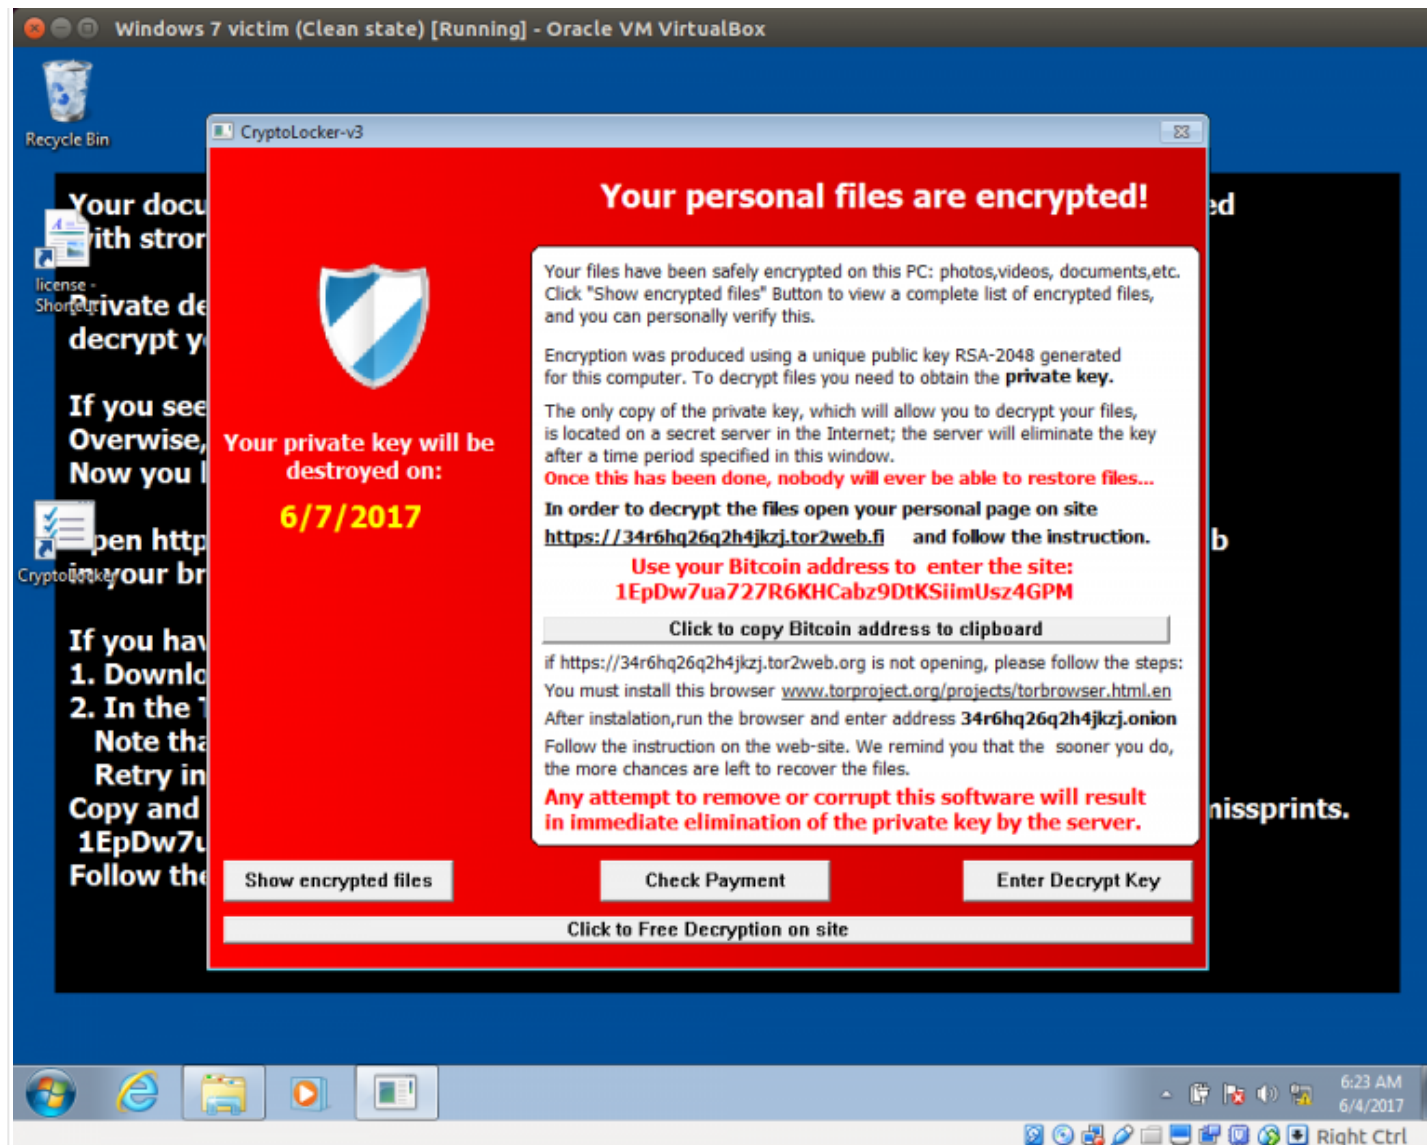 Windows 7 victim (Clean state) [Running] - Oracle VM VirtualBox
Recycle Bin
CryptoLocker-v3
Your personal files are encrypted!
Your files have been safely encrypted on this PC: photos,videos, documents,etc.
Click "Show encrypted files" Button to view a complete list of encrypted files,
and you can personally verify this.
Encryption was produced using a unique public key RSA-2048 generated
for this computer. To decrypt files you need to obtain the private key.
The only copy of the private key, which will allow you to decrypt your files,
is located on a secret server in the Internet; the server will eliminate the key
after a time period specified in this window.
Once this has been done, nobody will ever be able to restore files...
In order to decrypt the files open your personal page on site
https://34r6hq26q2h4jkzj.tor2web.fi and follow the instruction.
Use your Bitcoin address to enter the site:
1EpDw7ua727R6KHCabz9DtKSiimUsz4GPM
Click to copy Bitcoin address to clipboard
if https://34r6hq26q2h4jkzj.tor2web.org is not opening, please follow the steps:
You must install this browser www.torproject.org/projects/torbrowser.html.en
After instalation,run the browser and enter address 34r6hq26q2h4jkzj.onion
Follow the instruction on the web-site. We remind you that the sooner you do,
the more chances are left to recover the files.
Any attempt to remove or corrupt this software will result
in immediate elimination of the private key by the server.
Your private key will be
destroyed on:
6/7/2017
Show encrypted files
Check Payment
Enter Decrypt Key
Click to Free Decryption on site
Your docu
ed
with stron
license -
Shortcut
Private de
decrypt y
If you see
Overwise,
Now you
Open http
b
CryptoLocker
in your br
If you hav
1. Downlo
2. In the
Note tha
Retry in
Copy and
missprints.
1EpDw7u
Follow the
6:23 AM
6/4/2017
Right Ctrl